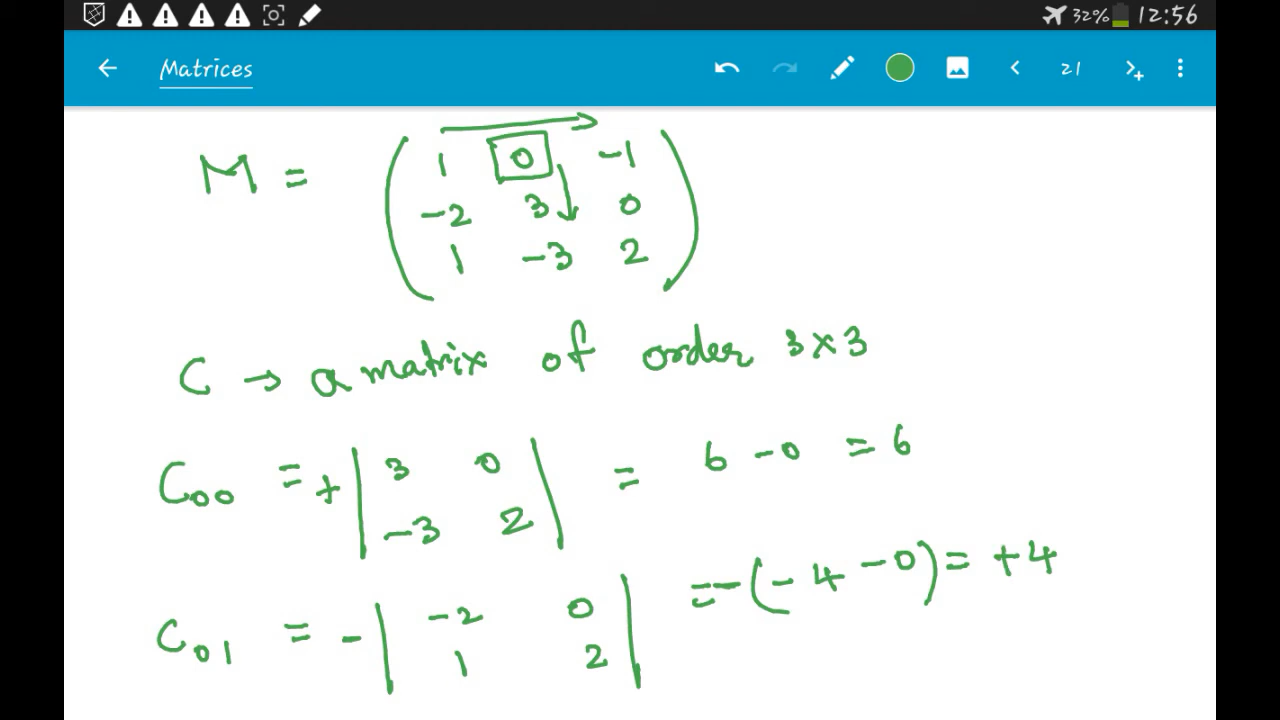 32% 12:56
Matrices 21
M = ( 1 0 -1
-2 3 0
1 -3 2 )
C → a matrix of order 3×3
C₀₀ = + | 3 0 | = 6 - 0 = 6
| -3 2 |
C₀₁ = - | -2 0 | = -(-4 - 0) = +4
| 1 2 |